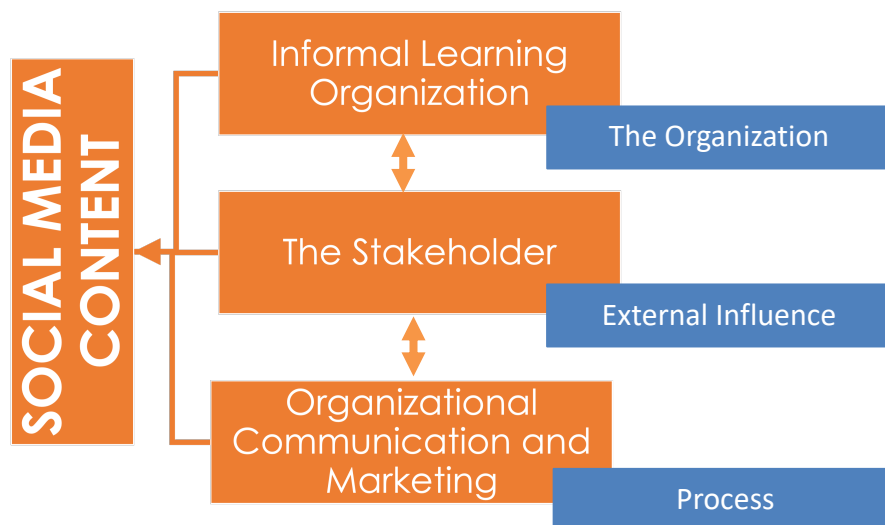 SOCIAL MEDIA
CONTENT
Informal Learning
Organization
The Organization
The Stakeholder
External Influence
Organizational
Communication and
Marketing
Process